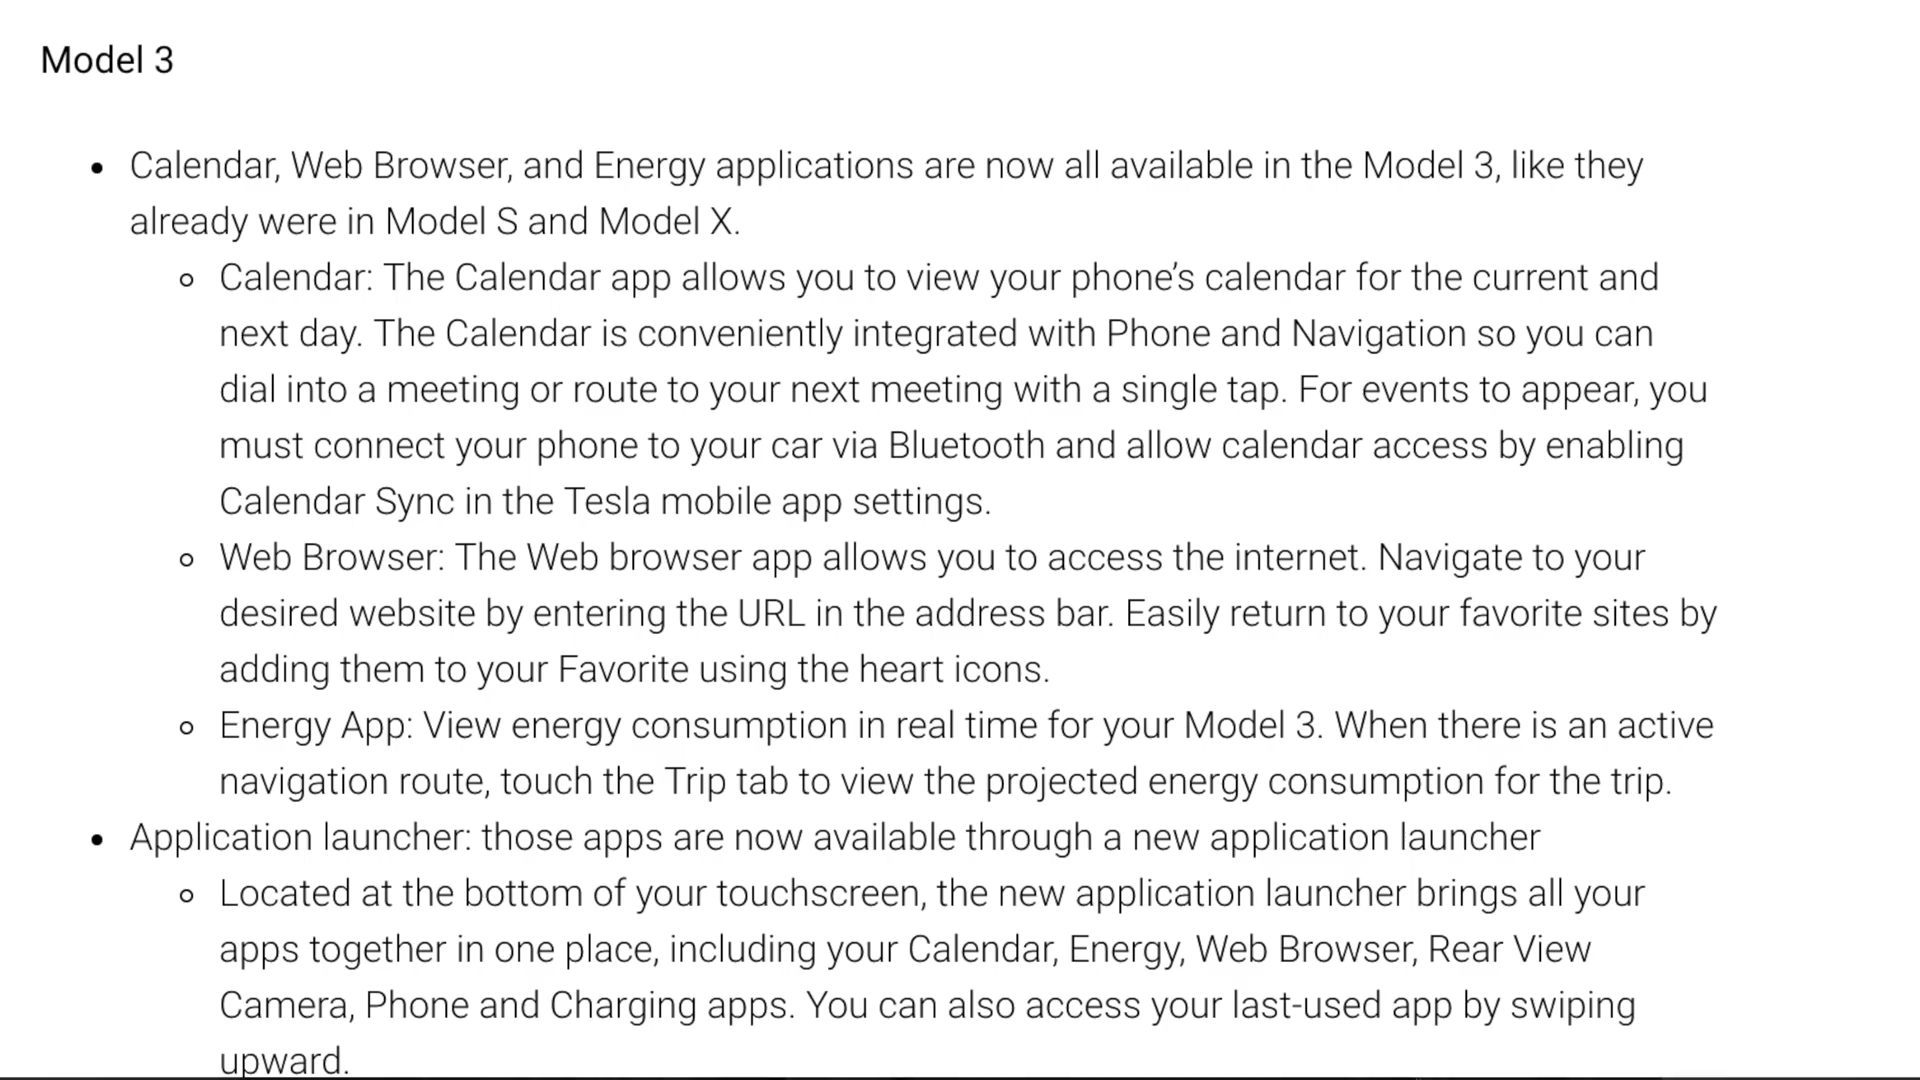 Model 3
• Calendar, Web Browser, and Energy applications are now all available in the Model 3, like they
already were in Model S and Model X.
◦ Calendar: The Calendar app allows you to view your phone's calendar for the current and
next day. The Calendar is conveniently integrated with Phone and Navigation so you can
dial into a meeting or route to your next meeting with a single tap. For events to appear, you
must connect your phone to your car via Bluetooth and allow calendar access by enabling
Calendar Sync in the Tesla mobile app settings.
◦ Web Browser: The Web browser app allows you to access the internet. Navigate to your
desired website by entering the URL in the address bar. Easily return to your favorite sites by
adding them to your Favorite using the heart icons.
◦ Energy App: View energy consumption in real time for your Model 3. When there is an active
navigation route, touch the Trip tab to view the projected energy consumption for the trip.
• Application launcher: those apps are now available through a new application launcher
◦ Located at the bottom of your touchscreen, the new application launcher brings all your
apps together in one place, including your Calendar, Energy, Web Browser, Rear View
Camera, Phone and Charging apps. You can also access your last-used app by swiping
upward.